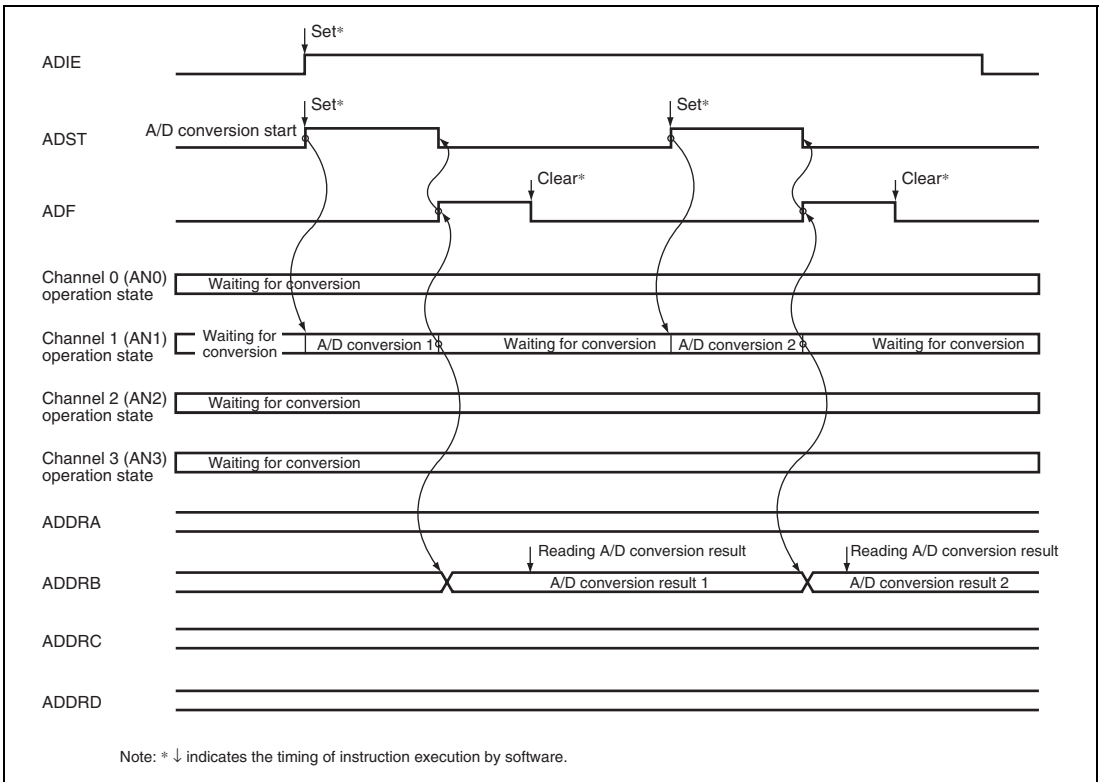 Set*
ADIE
Set* Set*
A/D conversion start
ADST
Clear* Clear*
ADF
Channel 0 (AN0)
operation state
Waiting for conversion
Channel 1 (AN1)
operation state
Waiting for
conversion
A/D conversion 1 Waiting for conversion A/D conversion 2 Waiting for conversion
Channel 2 (AN2)
operation state
Waiting for conversion
Channel 3 (AN3)
operation state
Waiting for conversion
ADDRA
Reading A/D conversion result Reading A/D conversion result
ADDRB A/D conversion result 1 A/D conversion result 2
ADDRC
ADDRD
Note: * ↓ indicates the timing of instruction execution by software.